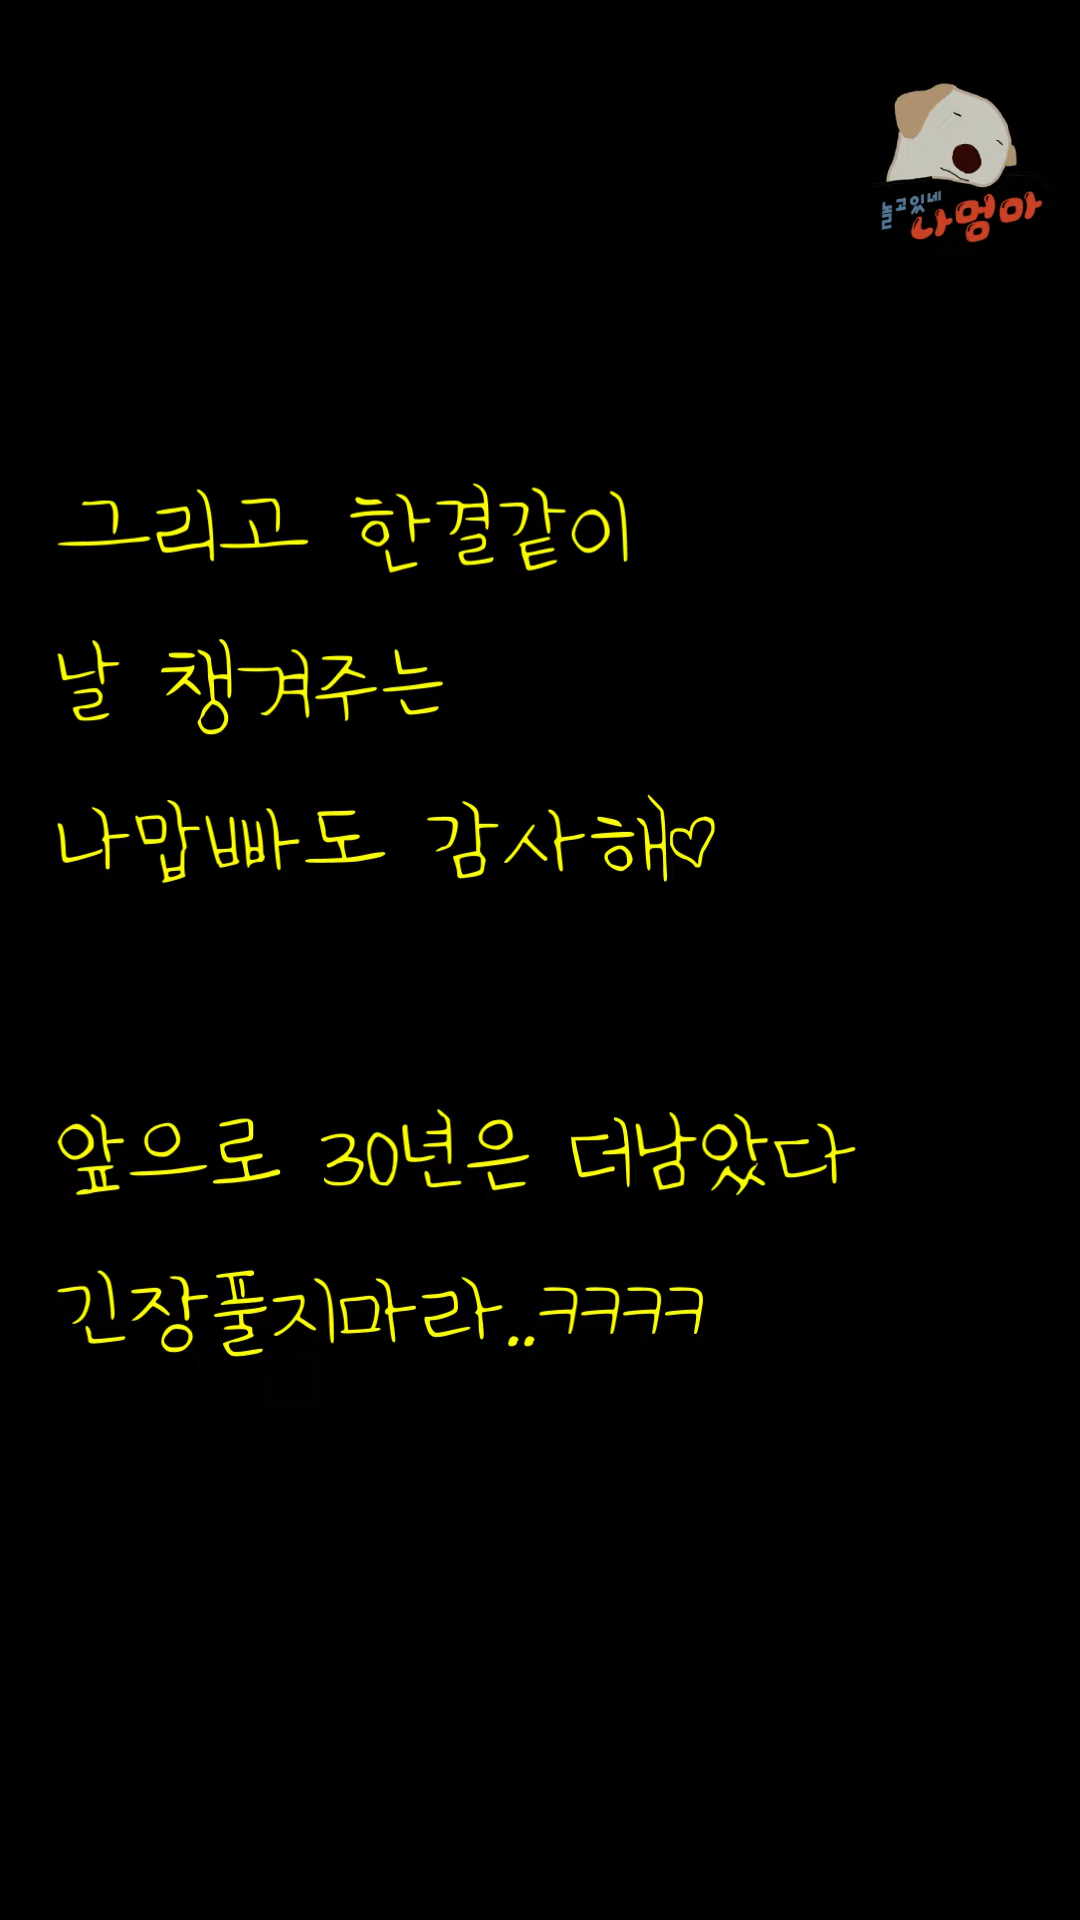 늙고있네
나멍마
그리고 한결같이
날 챙겨주는
나맙빠도 감사해♡
앞으로 30년은 더남았다
긴장풀지마라..ㅋㅋㅋㅋ